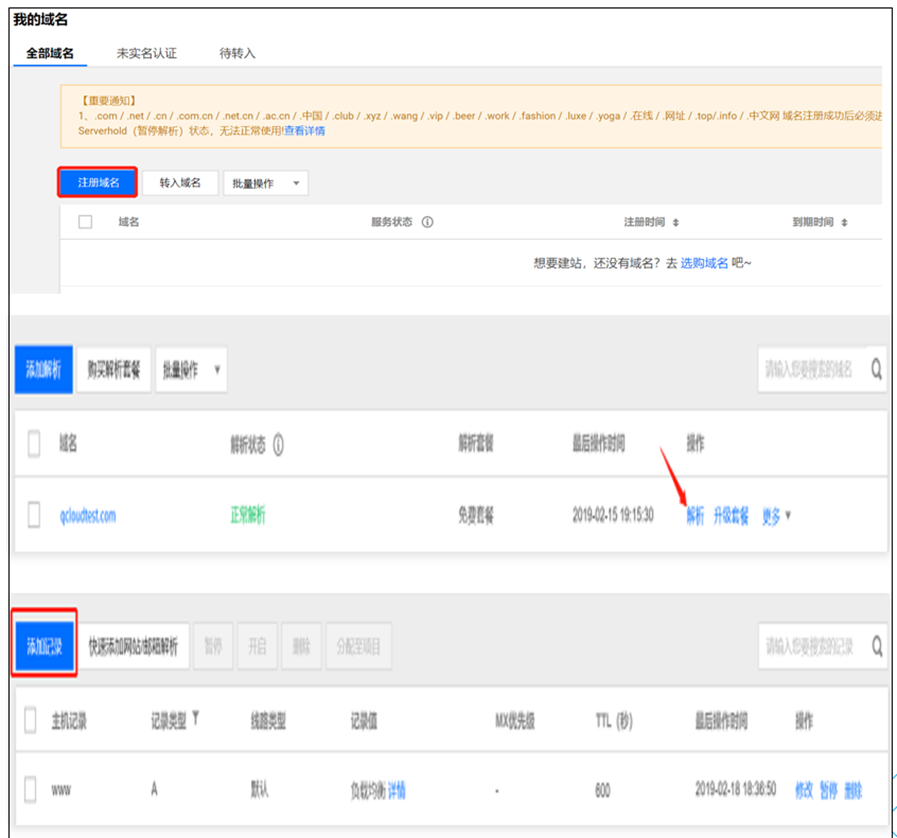 我的域名
全部域名 未实名认证 待转入
【重要通知】
1、.com / .net / .cn / .com.cn / .net.cn / .ac.cn / .中国 / .club / .xyz / .wang / .vip / .beer / .work / .fashion / .luxe / .yoga / .在线 / .网址 / .top/.info / .中文网 域名注册成功后必须进
Serverhold（暂停解析）状态，无法正常使用!查看详情
注册域名 转入域名 批量操作
域名 服务状态 注册时间 到期时间
想要建站，还没有域名？去 选购域名 吧~
添加解析 购买解析套餐 批量操作 请输入您要搜索的域名
域名 解析状态 解析套餐 最后操作时间 操作
qcloudtest.com 正常解析 免费套餐 2019-02-15 19:15:30 解析 升级套餐 更多
添加记录 快速添加网站/邮箱解析 暂停 开启 删除 分配至项目 请输入您要搜索的记录
主机记录 记录类型 线路类型 记录值 MX优先级 TTL（秒） 最后操作时间 操作
www A 默认 负载均衡 详情 - 600 2019-02-18 18:36:50 修改 暂停 删除